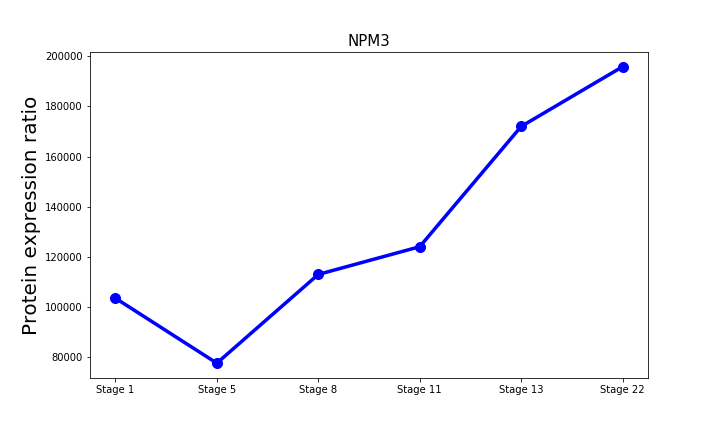 NPM3
Protein expression ratio
200000
180000
160000
140000
120000
100000
80000
Stage 1 Stage 5 Stage 8 Stage 11 Stage 13 Stage 22